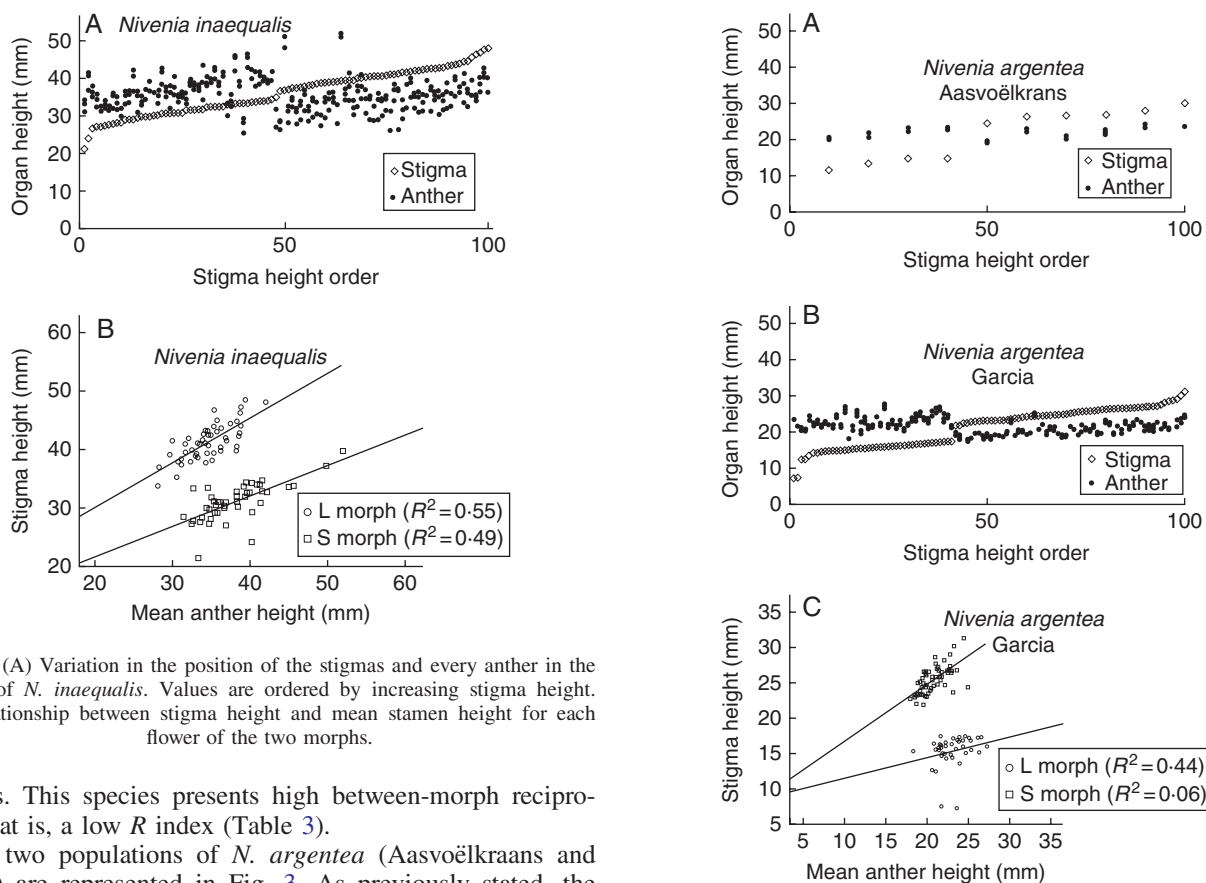 A Nivenia inaequalis
Organ height (mm)
50
40
30
20
10
0
◇ Stigma
• Anther
0 50 100
Stigma height order
B
Nivenia inaequalis
Stigma height (mm)
60
50
40
30
20
○ L morph (R² = 0·55)
□ S morph (R² = 0·49)
20 30 40 50 60
Mean anther height (mm)
(A) Variation in the position of the stigmas and every anther in the
of N. inaequalis. Values are ordered by increasing stigma height.
ationship between stigma height and mean stamen height for each
flower of the two morphs.
s. This species presents high between-morph recipro-
at is, a low R index (Table 3).
two populations of N. argentea (Aasvoëlkraans and
are represented in Fig. 3. As previously stated, the
A
Nivenia argentea
Aasvoëlkrans
Organ height (mm)
50
40
30
20
10
0
◇ Stigma
• Anther
0 50 100
Stigma height order
B
Nivenia argentea
Garcia
Organ height (mm)
50
40
30
20
10
0
◇ Stigma
• Anther
0 50 100
Stigma height order
C
Nivenia argentea
Garcia
Stigma height (mm)
35
30
25
20
15
10
5
○ L morph (R² = 0·44)
□ S morph (R² = 0·06)
5 10 15 20 25 30 35
Mean anther height (mm)